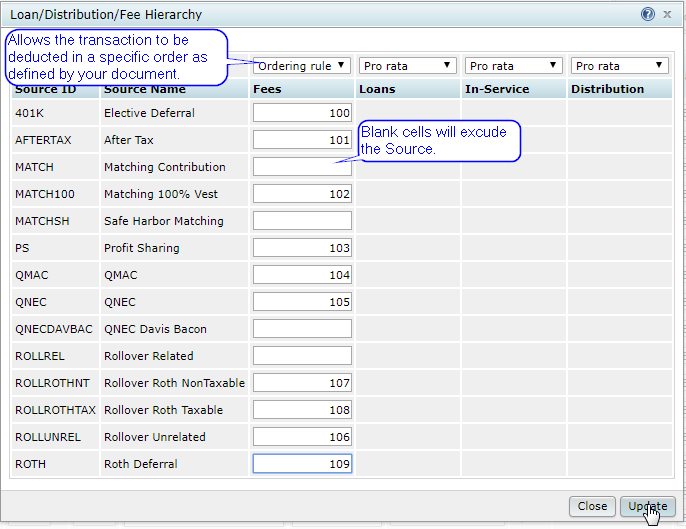 Loan/Distribution/Fee Hierarchy
Allows the transaction to be
deducted in a specific order as
defined by your document.
Ordering rule Pro rata Pro rata Pro rata
Source ID Source Name Fees Loans In-Service Distribution
401K Elective Deferral 100
AFTERTAX After Tax 101
Blank cells will excude
the Source.
MATCH Matching Contribution
MATCH100 Matching 100% Vest 102
MATCHSH Safe Harbor Matching
PS Profit Sharing 103
QMAC QMAC 104
QNEC QNEC 105
QNECDAVBAC QNEC Davis Bacon
ROLLREL Rollover Related
ROLLROTHNT Rollover Roth NonTaxable 107
ROLLROTHTAX Rollover Roth Taxable 108
ROLLUNREL Rollover Unrelated 106
ROTH Roth Deferral 109
Close Update